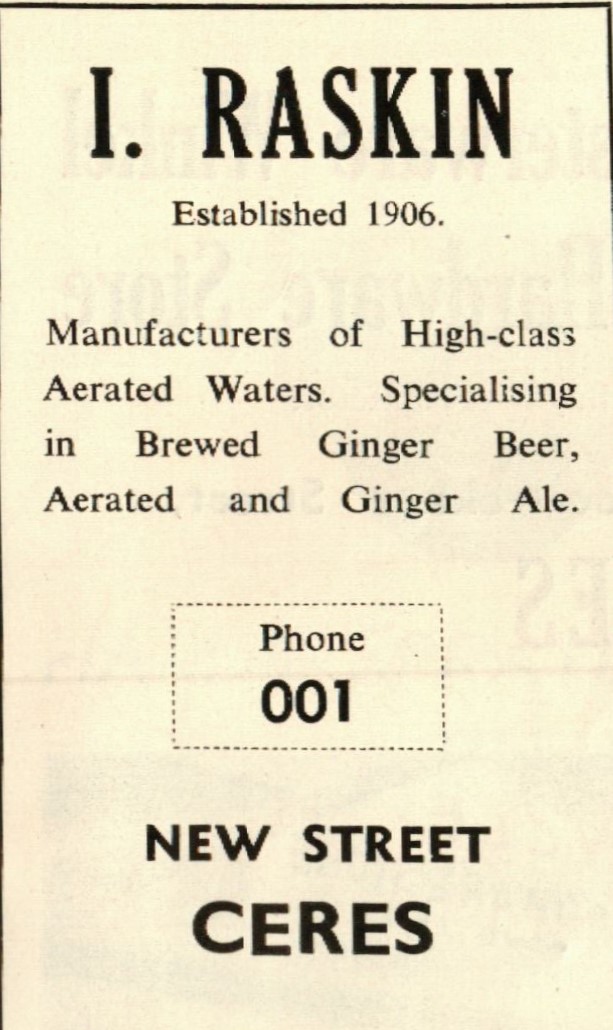 I. RASKIN
Established 1906.
Manufacturers of High-class
Aerated Waters. Specialising
in Brewed Ginger Beer,
Aerated and Ginger Ale.
Phone
001
NEW STREET
CERES